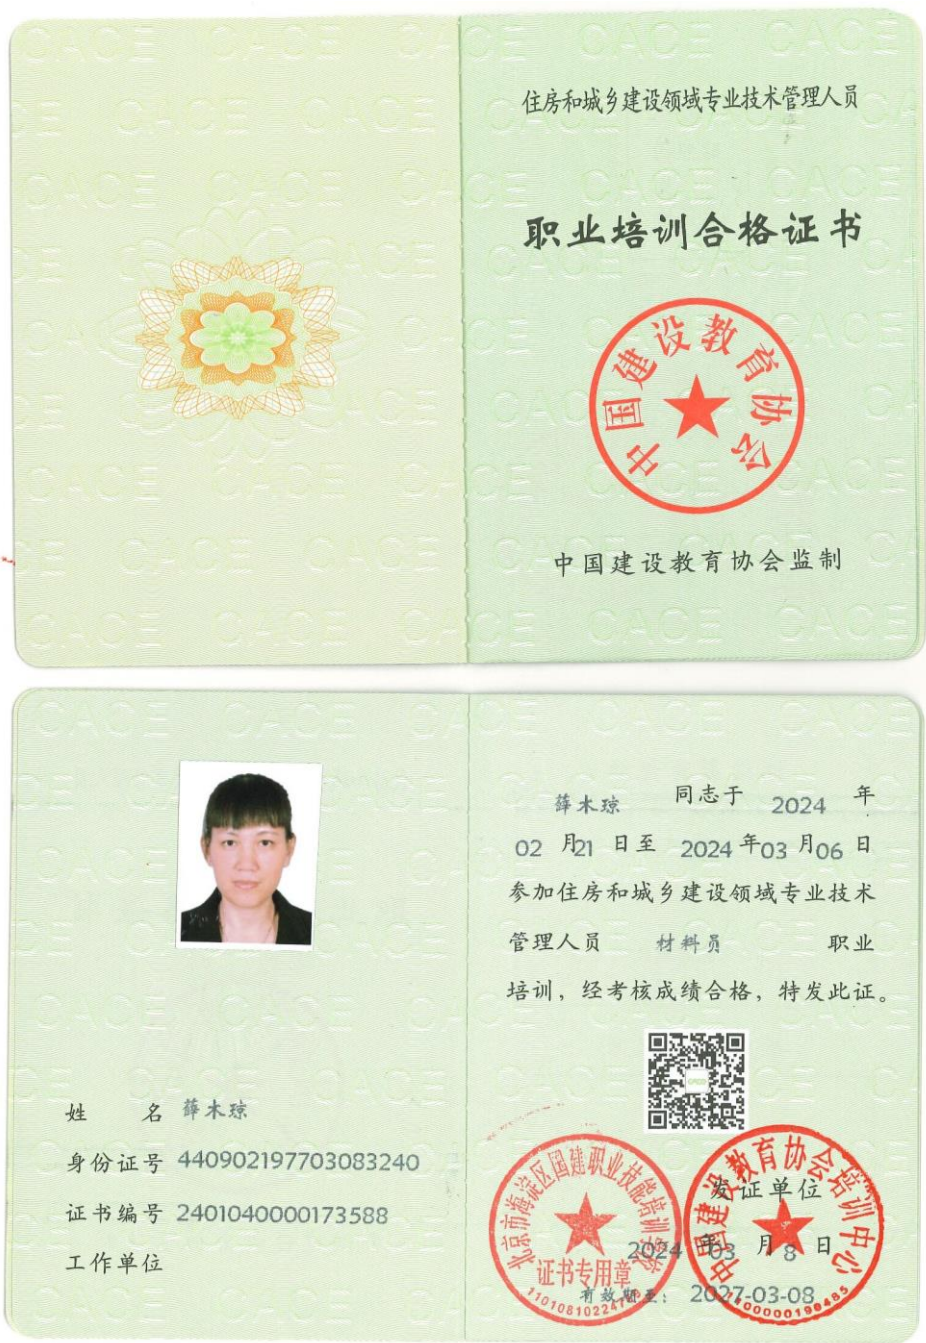 住房和城乡建设领域专业技术管理人员
职业培训合格证书
中国建设教育协会
中国建设教育协会监制
薛木琼 同志于 2024 年
02 月 21 日至 2024 年 03 月 06 日
参加住房和城乡建设领域专业技术
管理人员 材料员 职业
培训，经考核成绩合格，特发此证。
姓 名 薛木琼
身份证号 440902197703083240
证书编号 2401040000173588
工作单位
北京市海淀区国建职业技能培训学校
证书专用章
中国建设教育协会培训中心
发证单位
2024 年 03 月 8 日
有效期至： 2027-03-08